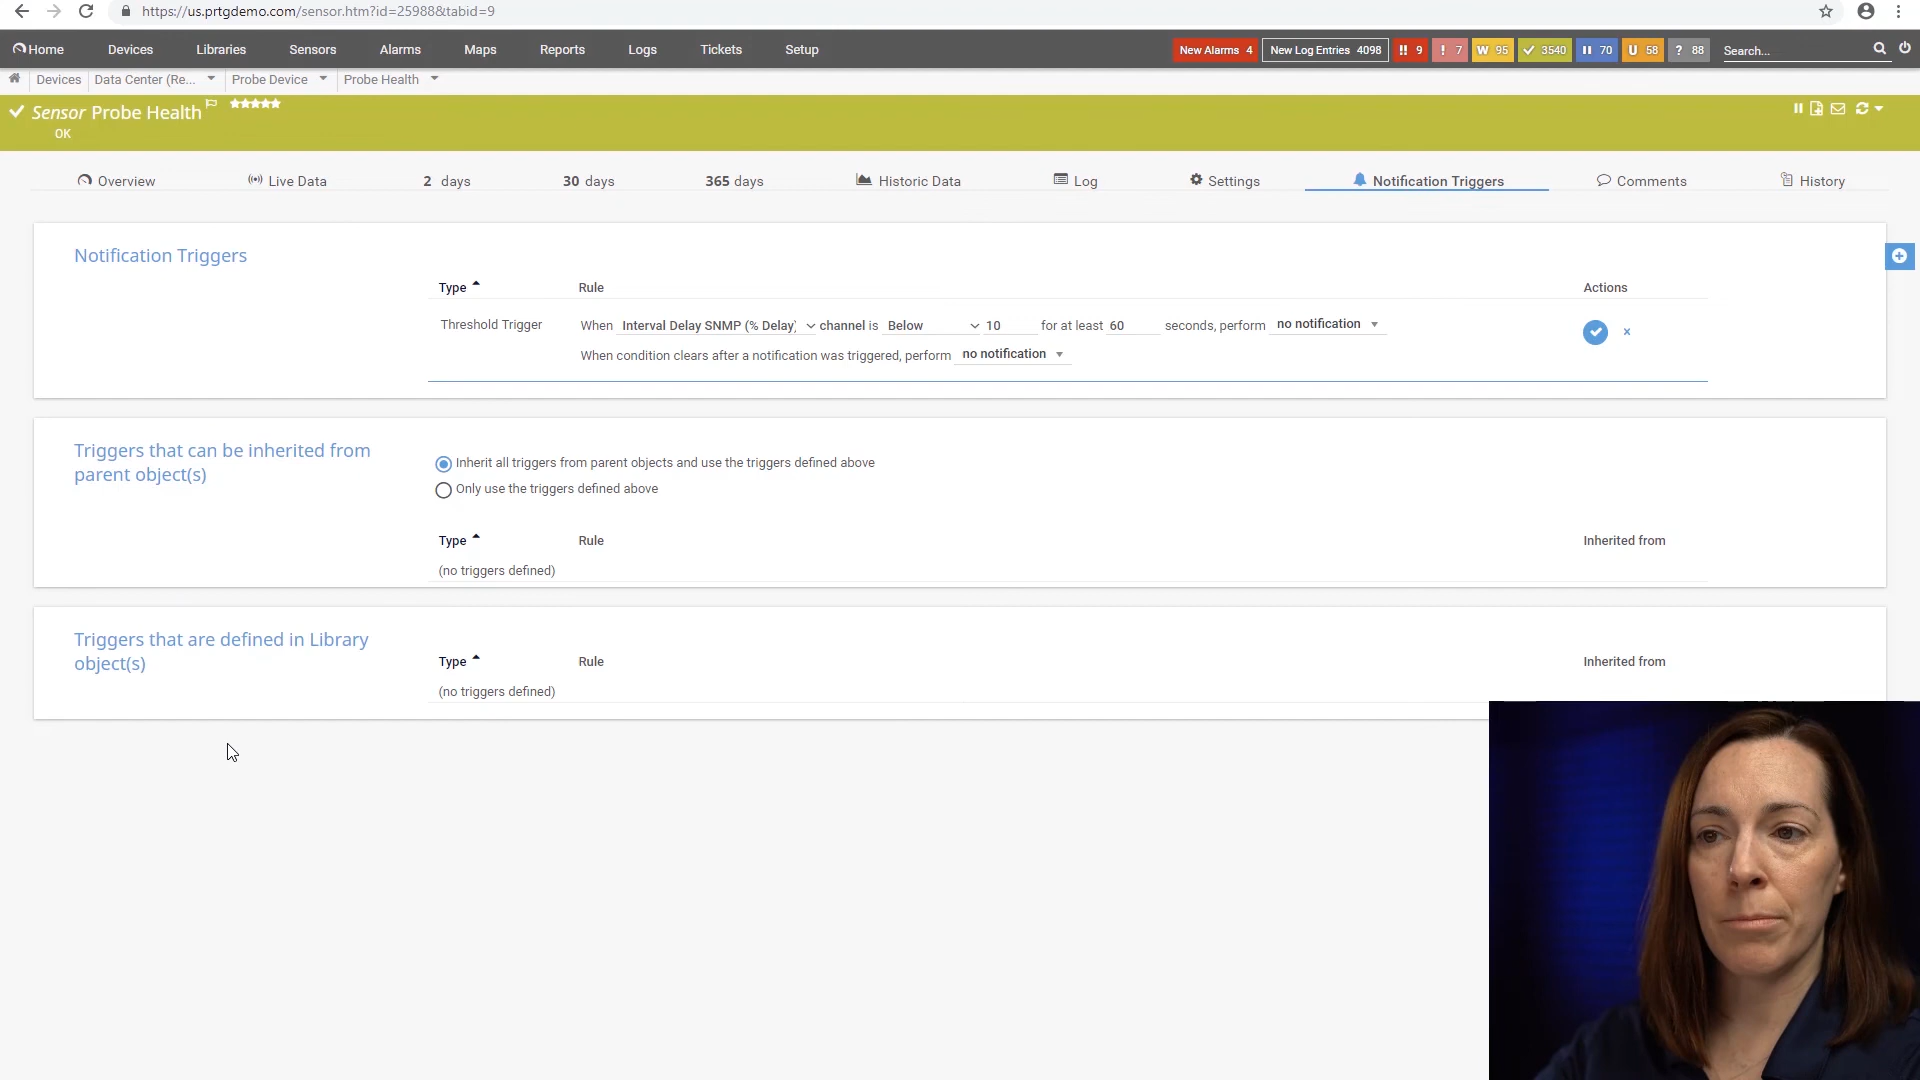 https://us.prtgdemo.com/sensor.htm?id=25988&tabid=9
Home Devices Libraries Sensors Alarms Maps Reports Logs Tickets Setup New Alarms 4 New Log Entries 4098 !! 9 ! 7 W 95 3540 70 U 58 ? 88 Search...
Devices Data Center (Re... Probe Device Probe Health
Sensor Probe Health
OK
Overview Live Data 2 days 30 days 365 days Historic Data Log Settings Notification Triggers Comments History
Notification Triggers
Type Rule Actions
Threshold Trigger When Interval Delay SNMP (% Delay) channel is Below 10 for at least 60 seconds, perform no notification
When condition clears after a notification was triggered, perform no notification
Triggers that can be inherited from
parent object(s)
Inherit all triggers from parent objects and use the triggers defined above
Only use the triggers defined above
Type Rule Inherited from
(no triggers defined)
Triggers that are defined in Library
object(s)
Type Rule Inherited from
(no triggers defined)